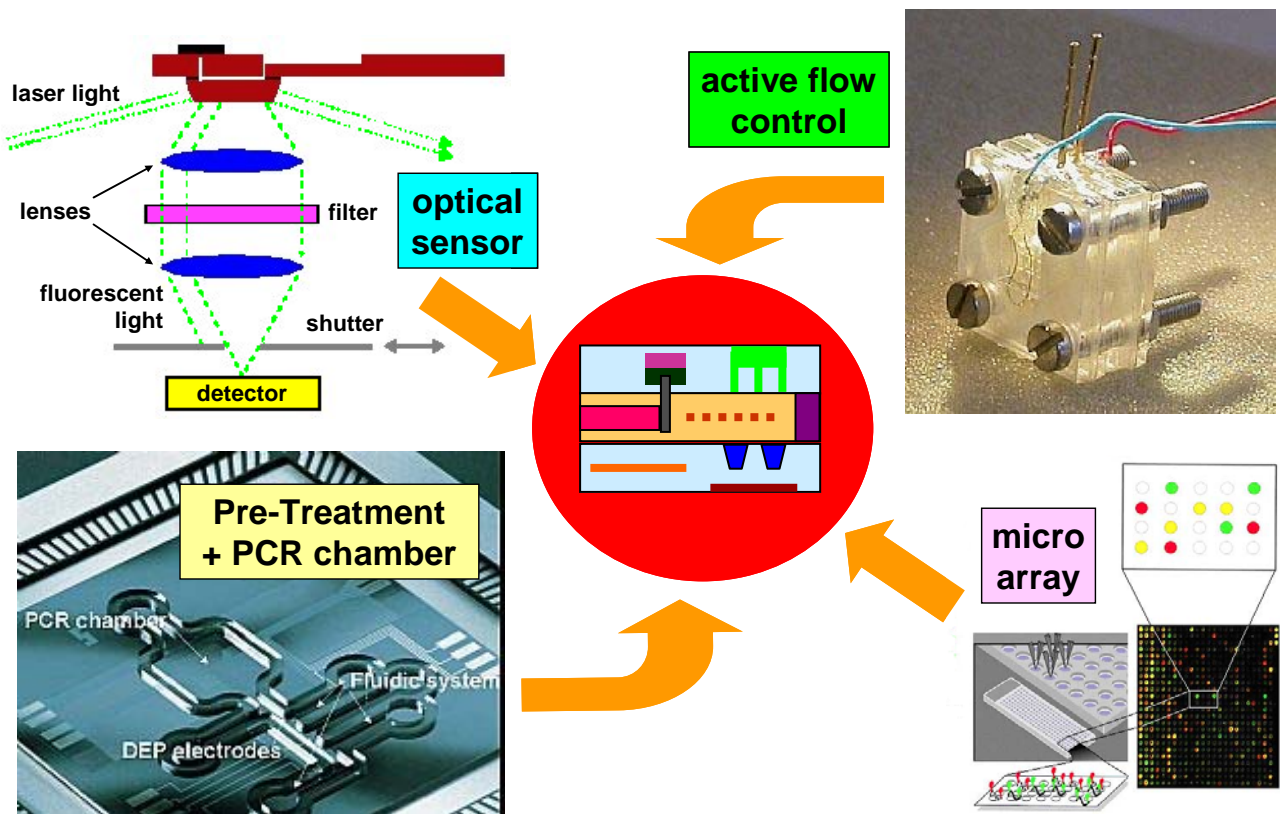 laser light
lenses
filter
fluorescent
light
shutter
detector
optical
sensor
active flow
control
Pre-Treatment
+ PCR chamber
PCR chamber
Fluidic system
DEP electrodes
micro
array